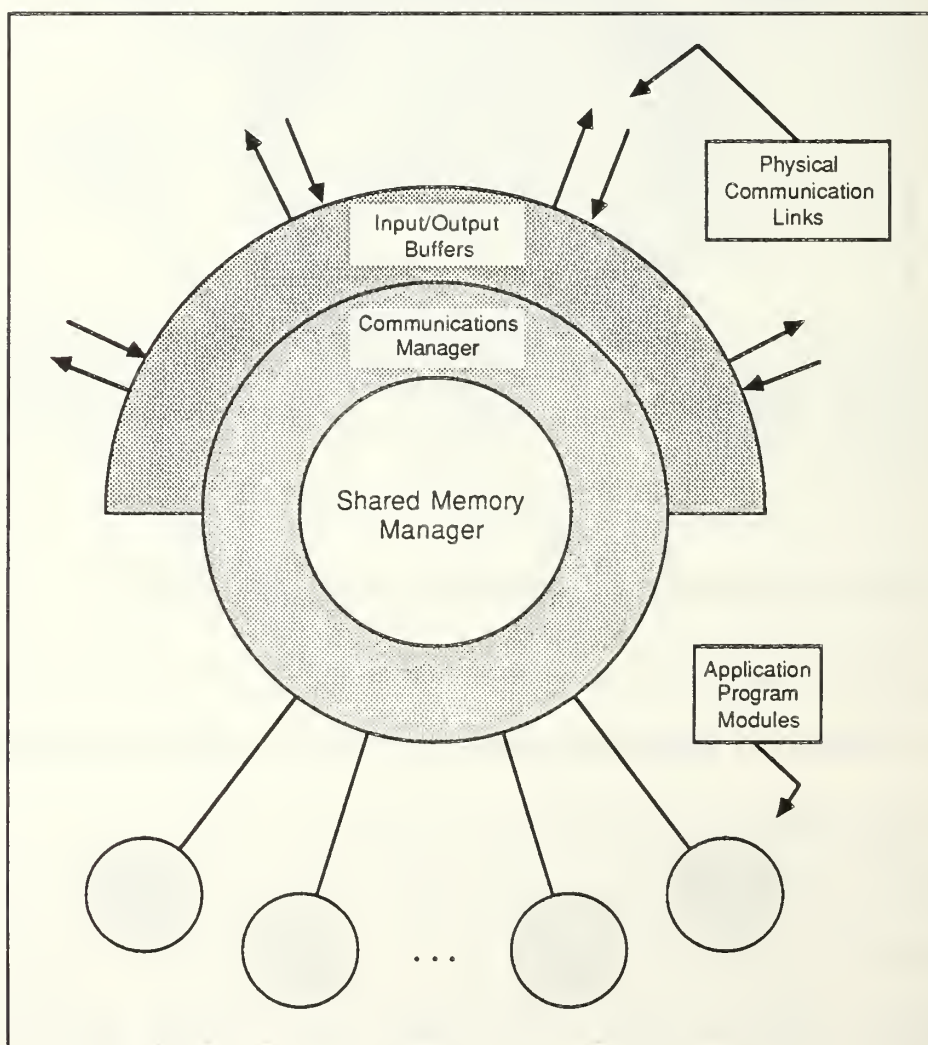 Physical
Communication
Links
Input/Output
Buffers
Communications
Manager
Shared Memory
Manager
Application
Program
Modules
...